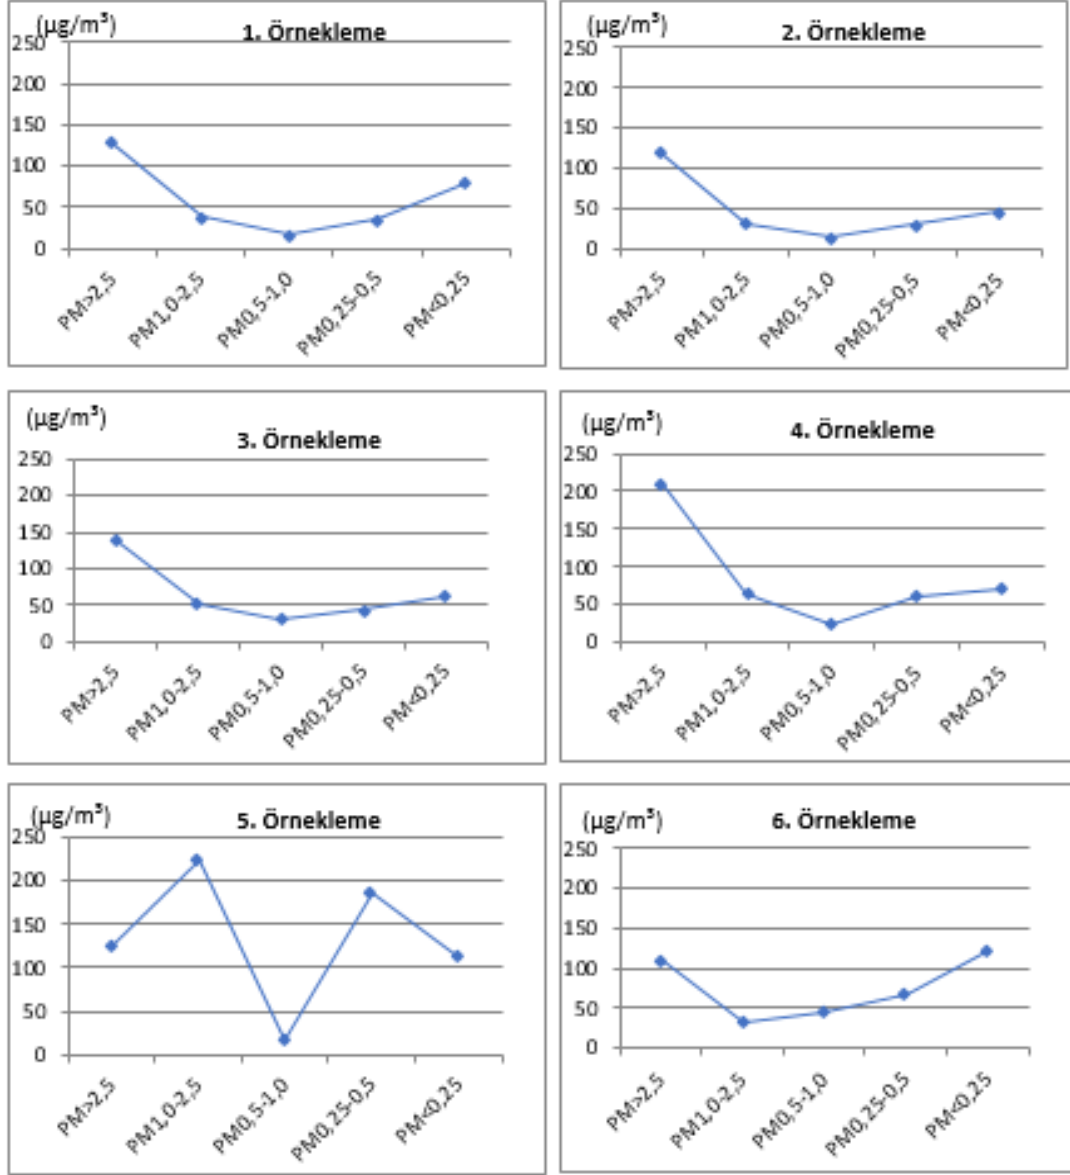 (µg/m³)
1. Örnekleme
250
200
150
100
50
0
PM>2,5
PM1,0-2,5
PM0,5-1,0
PM0,25-0,5
PM<0,25
(µg/m³)
2. Örnekleme
250
200
150
100
50
0
PM>2,5
PM1,0-2,5
PM0,5-1,0
PM0,25-0,5
PM<0,25
(µg/m³)
3. Örnekleme
250
200
150
100
50
0
PM>2,5
PM1,0-2,5
PM0,5-1,0
PM0,25-0,5
PM<0,25
(µg/m³)
4. Örnekleme
250
200
150
100
50
0
PM>2,5
PM1,0-2,5
PM0,5-1,0
PM0,25-0,5
PM<0,25
(µg/m³)
5. Örnekleme
250
200
150
100
50
0
PM>2,5
PM1,0-2,5
PM0,5-1,0
PM0,25-0,5
PM<0,25
(µg/m³)
6. Örnekleme
250
200
150
100
50
0
PM>2,5
PM1,0-2,5
PM0,5-1,0
PM0,25-0,5
PM<0,25